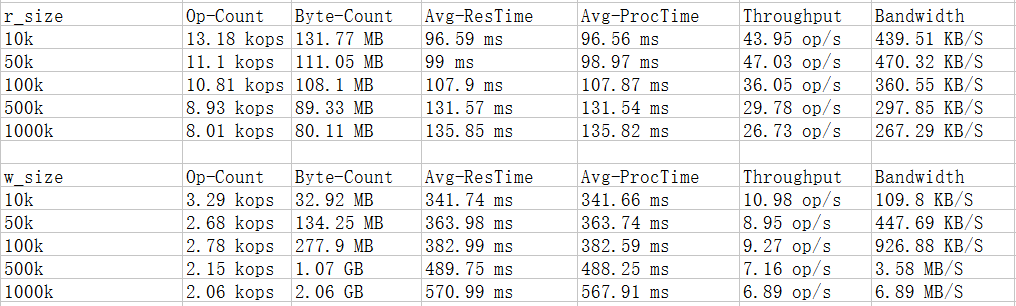 r_size Op-Count Byte-Count Avg-ResTime Avg-ProcTime Throughput Bandwidth
10k 13.18 kops 131.77 MB 96.59 ms 96.56 ms 43.95 op/s 439.51 KB/S
50k 11.1 kops 111.05 MB 99 ms 98.97 ms 47.03 op/s 470.32 KB/S
100k 10.81 kops 108.1 MB 107.9 ms 107.87 ms 36.05 op/s 360.55 KB/S
500k 8.93 kops 89.33 MB 131.57 ms 131.54 ms 29.78 op/s 297.85 KB/S
1000k 8.01 kops 80.11 MB 135.85 ms 135.82 ms 26.73 op/s 267.29 KB/S
w_size Op-Count Byte-Count Avg-ResTime Avg-ProcTime Throughput Bandwidth
10k 3.29 kops 32.92 MB 341.74 ms 341.66 ms 10.98 op/s 109.8 KB/S
50k 2.68 kops 134.25 MB 363.98 ms 363.74 ms 8.95 op/s 447.69 KB/S
100k 2.78 kops 277.9 MB 382.99 ms 382.59 ms 9.27 op/s 926.88 KB/S
500k 2.15 kops 1.07 GB 489.75 ms 488.25 ms 7.16 op/s 3.58 MB/S
1000k 2.06 kops 2.06 GB 570.99 ms 567.91 ms 6.89 op/s 6.89 MB/S